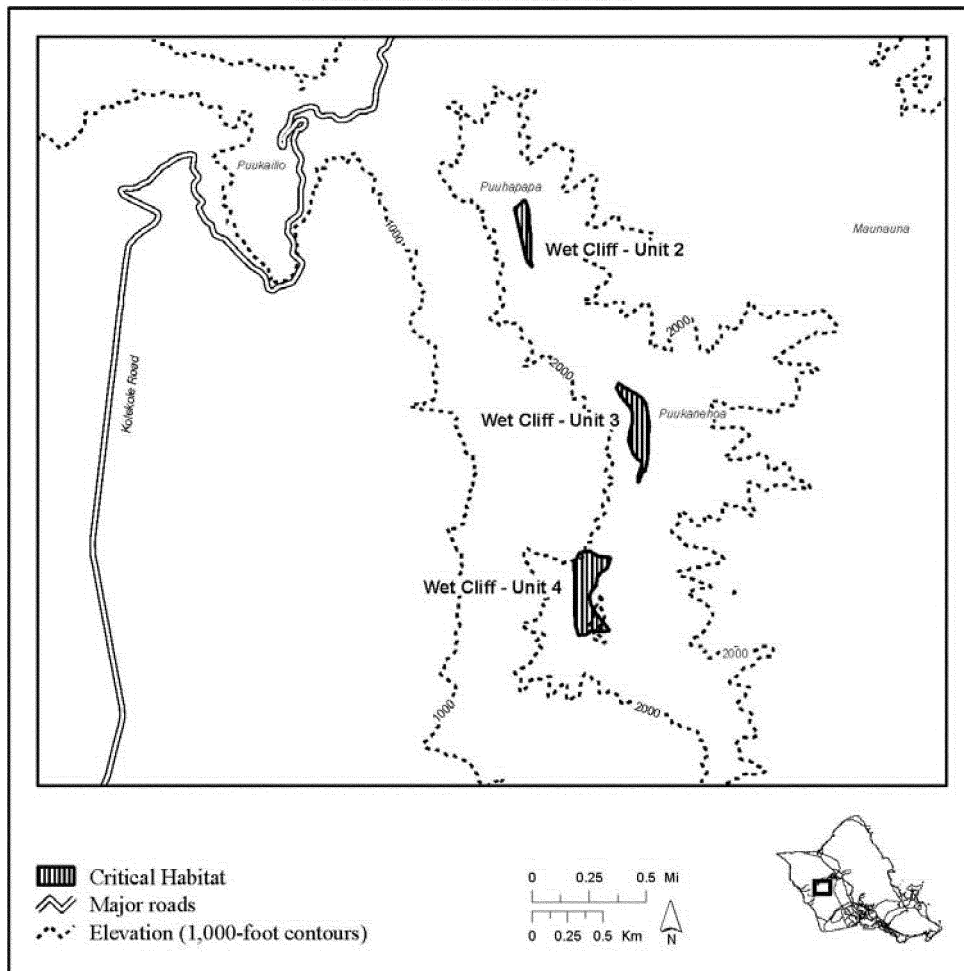 Puukailio
Puuhapapa
Maunauna
1000
Wet Cliff - Unit 2
2000
Kolekole Road
2000
Wet Cliff - Unit 3
Puukanehoa
Wet Cliff - Unit 4
2000
1000
2000
Critical Habitat
Major roads
Elevation (1,000-foot contours)
0 0.25 0.5 Mi
0 0.25 0.5 Km
N